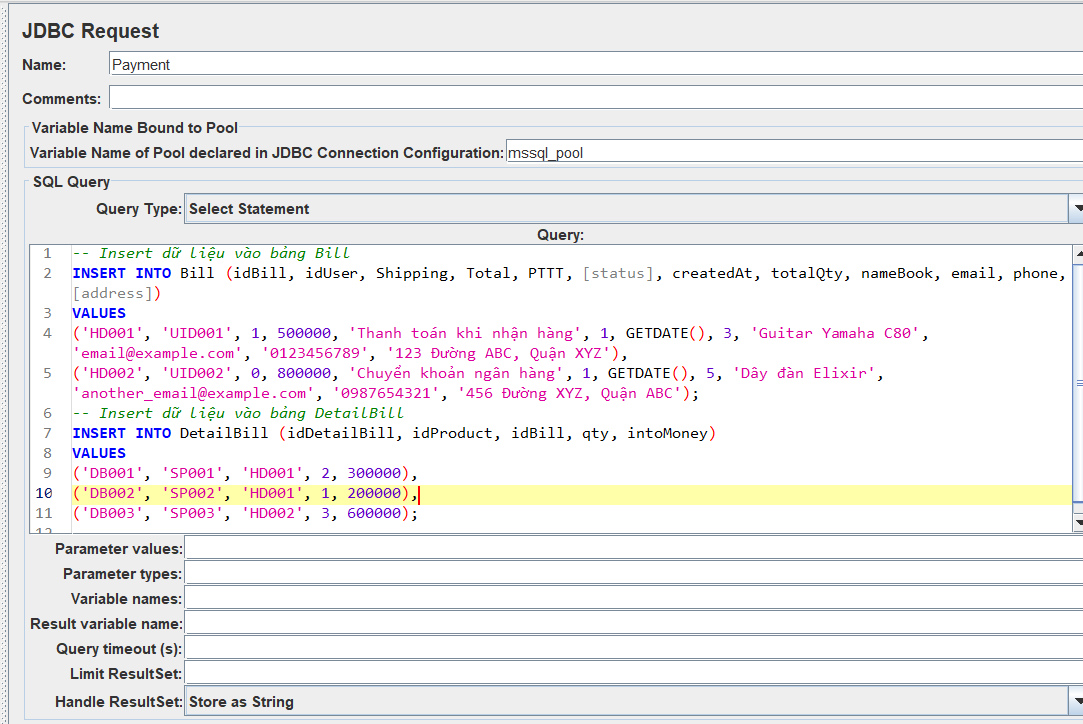 JDBC Request
Name: Payment
Comments:
Variable Name Bound to Pool
Variable Name of Pool declared in JDBC Connection Configuration: mssql_pool
SQL Query
Query Type: Select Statement
Query:
1 -- Insert dữ liệu vào bảng Bill
2 INSERT INTO Bill (idBill, idUser, Shipping, Total, PTTT, [status], createdAt, totalQty, nameBook, email, phone,
[address])
3 VALUES
4 ('HD001', 'UID001', 1, 500000, 'Thanh toán khi nhận hàng', 1, GETDATE(), 3, 'Guitar Yamaha C80',
'email@example.com', '0123456789', '123 Đường ABC, Quận XYZ'),
5 ('HD002', 'UID002', 0, 800000, 'Chuyển khoản ngân hàng', 1, GETDATE(), 5, 'Dây đàn Elixir',
'another_email@example.com', '0987654321', '456 Đường XYZ, Quận ABC');
6 -- Insert dữ liệu vào bảng DetailBill
7 INSERT INTO DetailBill (idDetailBill, idProduct, idBill, qty, intoMoney)
8 VALUES
9 ('DB001', 'SP001', 'HD001', 2, 300000),
10 ('DB002', 'SP002', 'HD001', 1, 200000),
11 ('DB003', 'SP003', 'HD002', 3, 600000);
12
Parameter values:
Parameter types:
Variable names:
Result variable name:
Query timeout (s):
Limit ResultSet:
Handle ResultSet: Store as String